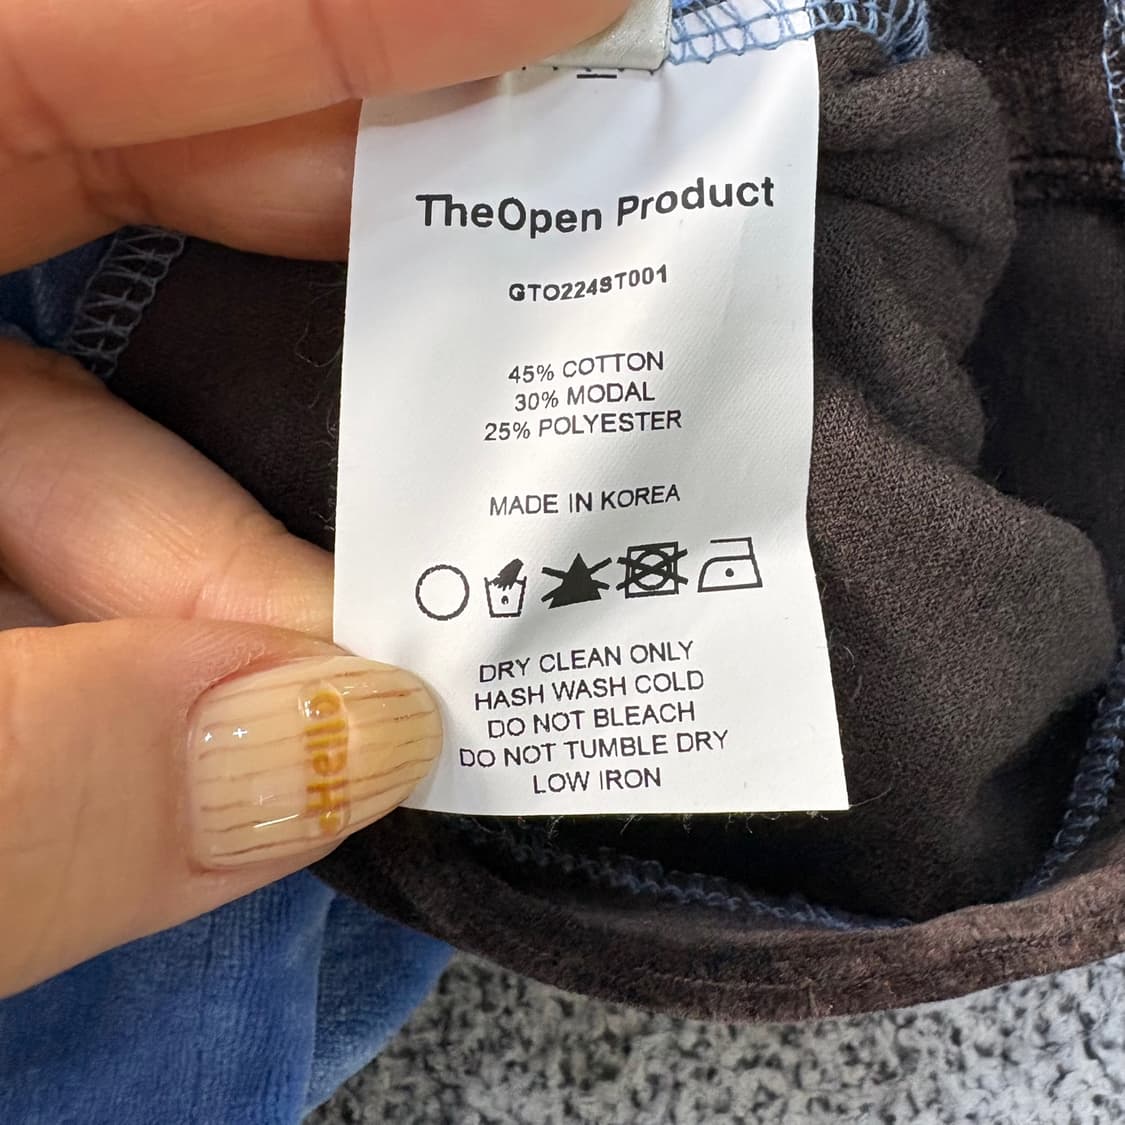 TheOpen Product
GTO224ST001
45% COTTON
30% MODAL
25% POLYESTER
MADE IN KOREA
DRY CLEAN ONLY
HASH WASH COLD
DO NOT BLEACH
DO NOT TUMBLE DRY
LOW IRON
Hello